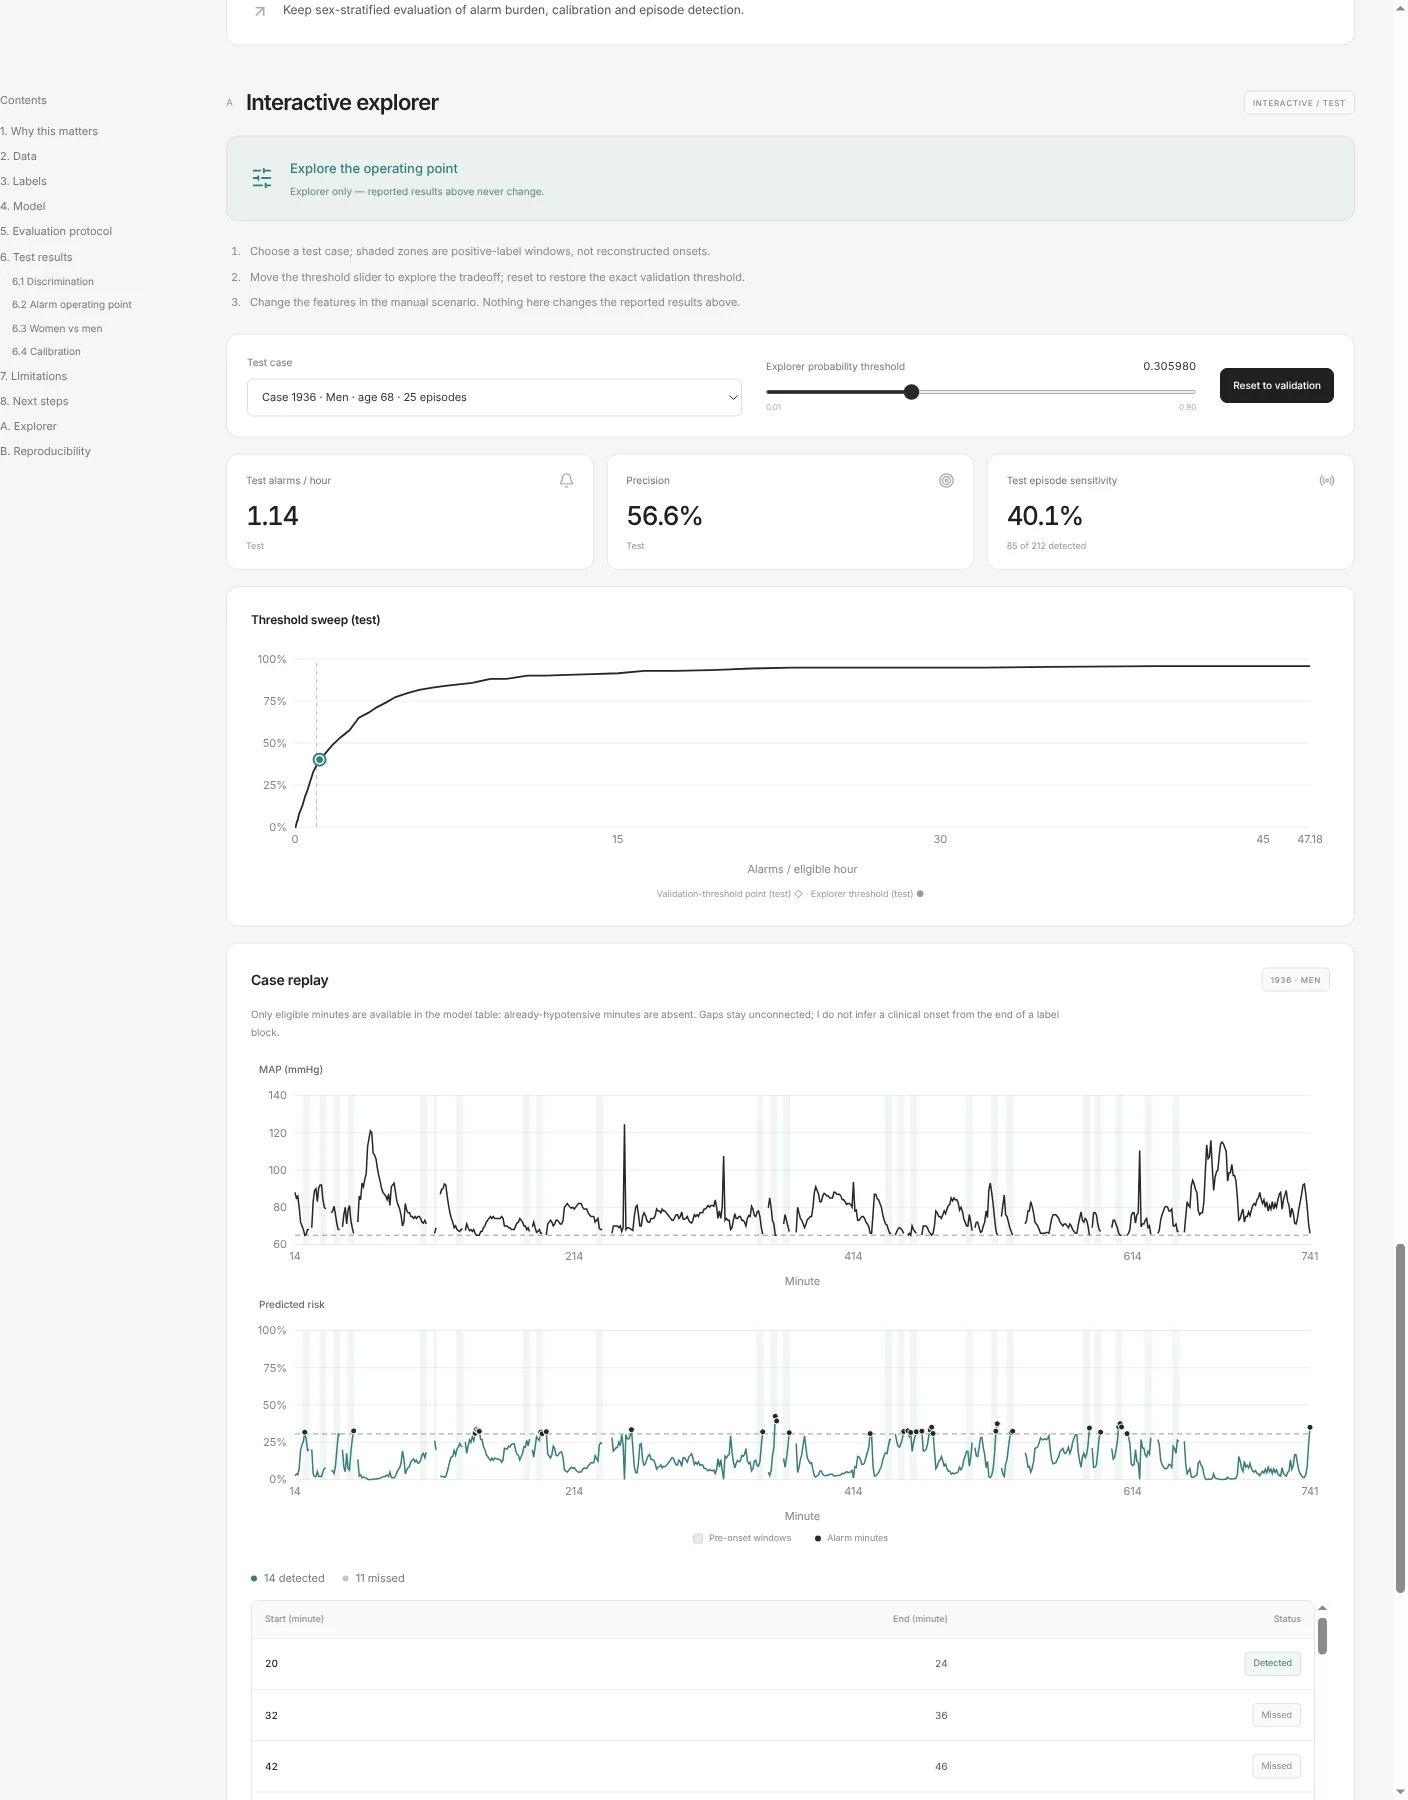 Keep sex-stratified evaluation of alarm burden, calibration and episode detection.
Contents
1. Why this matters
2. Data
3. Labels
4. Model
5. Evaluation protocol
6. Test results
6.1 Discrimination
6.2 Alarm operating point
6.3 Women vs men
6.4 Calibration
7. Limitations
8. Next steps
A. Explorer
B. Reproducibility
A Interactive explorer
INTERACTIVE / TEST
Explore the operating point
Explorer only — reported results above never change.
1. Choose a test case; shaded zones are positive-label windows, not reconstructed onsets.
2. Move the threshold slider to explore the tradeoff; reset to restore the exact validation threshold.
3. Change the features in the manual scenario. Nothing here changes the reported results above.
Test case
Case 1936 · Men · age 68 · 25 episodes
Explorer probability threshold 0.305980
0.01 0.90
Reset to validation
Test alarms / hour
1.14
Test
Precision
56.6%
Test
Test episode sensitivity
40.1%
85 of 212 detected
Threshold sweep (test)
100%
75%
50%
25%
0%
0 15 30 45 47.18
Alarms / eligible hour
Validation-threshold point (test) ◇ · Explorer threshold (test) ●
Case replay
1936 · MEN
Only eligible minutes are available in the model table: already-hypotensive minutes are absent. Gaps stay unconnected; I do not infer a clinical onset from the end of a label
block.
MAP (mmHg)
140
120
100
80
60
14 214 414 614 741
Minute
Predicted risk
100%
75%
50%
25%
0%
14 214 414 614 741
Minute
Pre-onset windows Alarm minutes
14 detected 11 missed
Start (minute) End (minute) Status
20 24 Detected
32 36 Missed
42 46 Missed